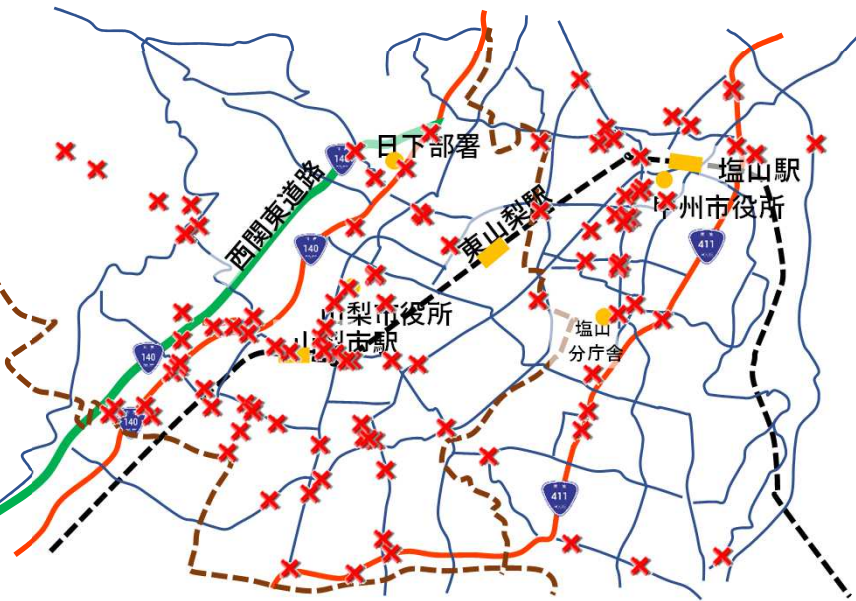 140
日下部署
塩山駅
西関東道路
甲州市役所
東山梨駅
140
411
山梨市役所
塩山
分庁舎
山梨市駅
140
140
411